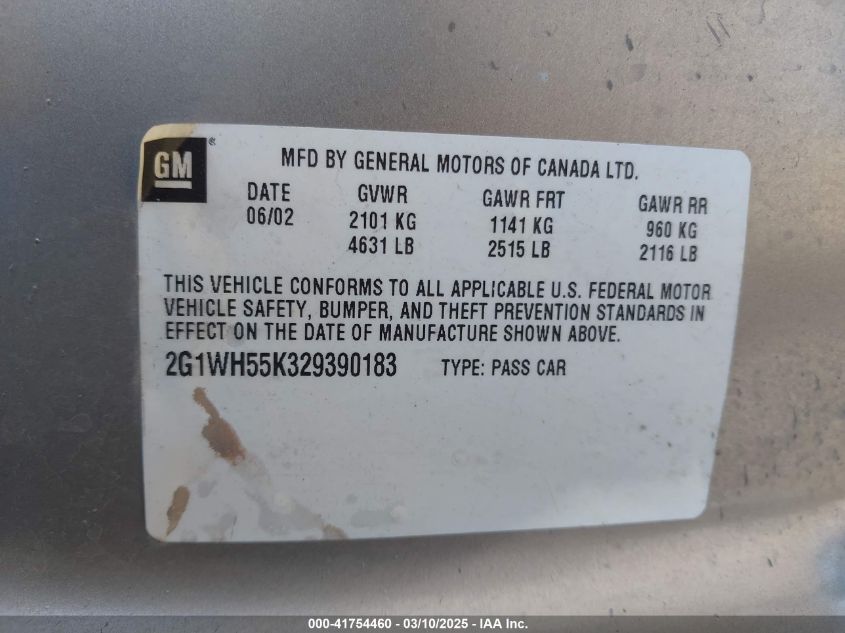 GM®
MFD BY GENERAL MOTORS OF CANADA LTD.
DATE GVWR GAWR FRT GAWR RR
06/02 2101 KG 1141 KG 960 KG
4631 LB 2515 LB 2116 LB
THIS VEHICLE CONFORMS TO ALL APPLICABLE U.S. FEDERAL MOTOR
VEHICLE SAFETY, BUMPER, AND THEFT PREVENTION STANDARDS IN
EFFECT ON THE DATE OF MANUFACTURE SHOWN ABOVE.
2G1WH55K329390183 TYPE: PASS CAR
000-41754460 - 03/10/2025 - IAA Inc.